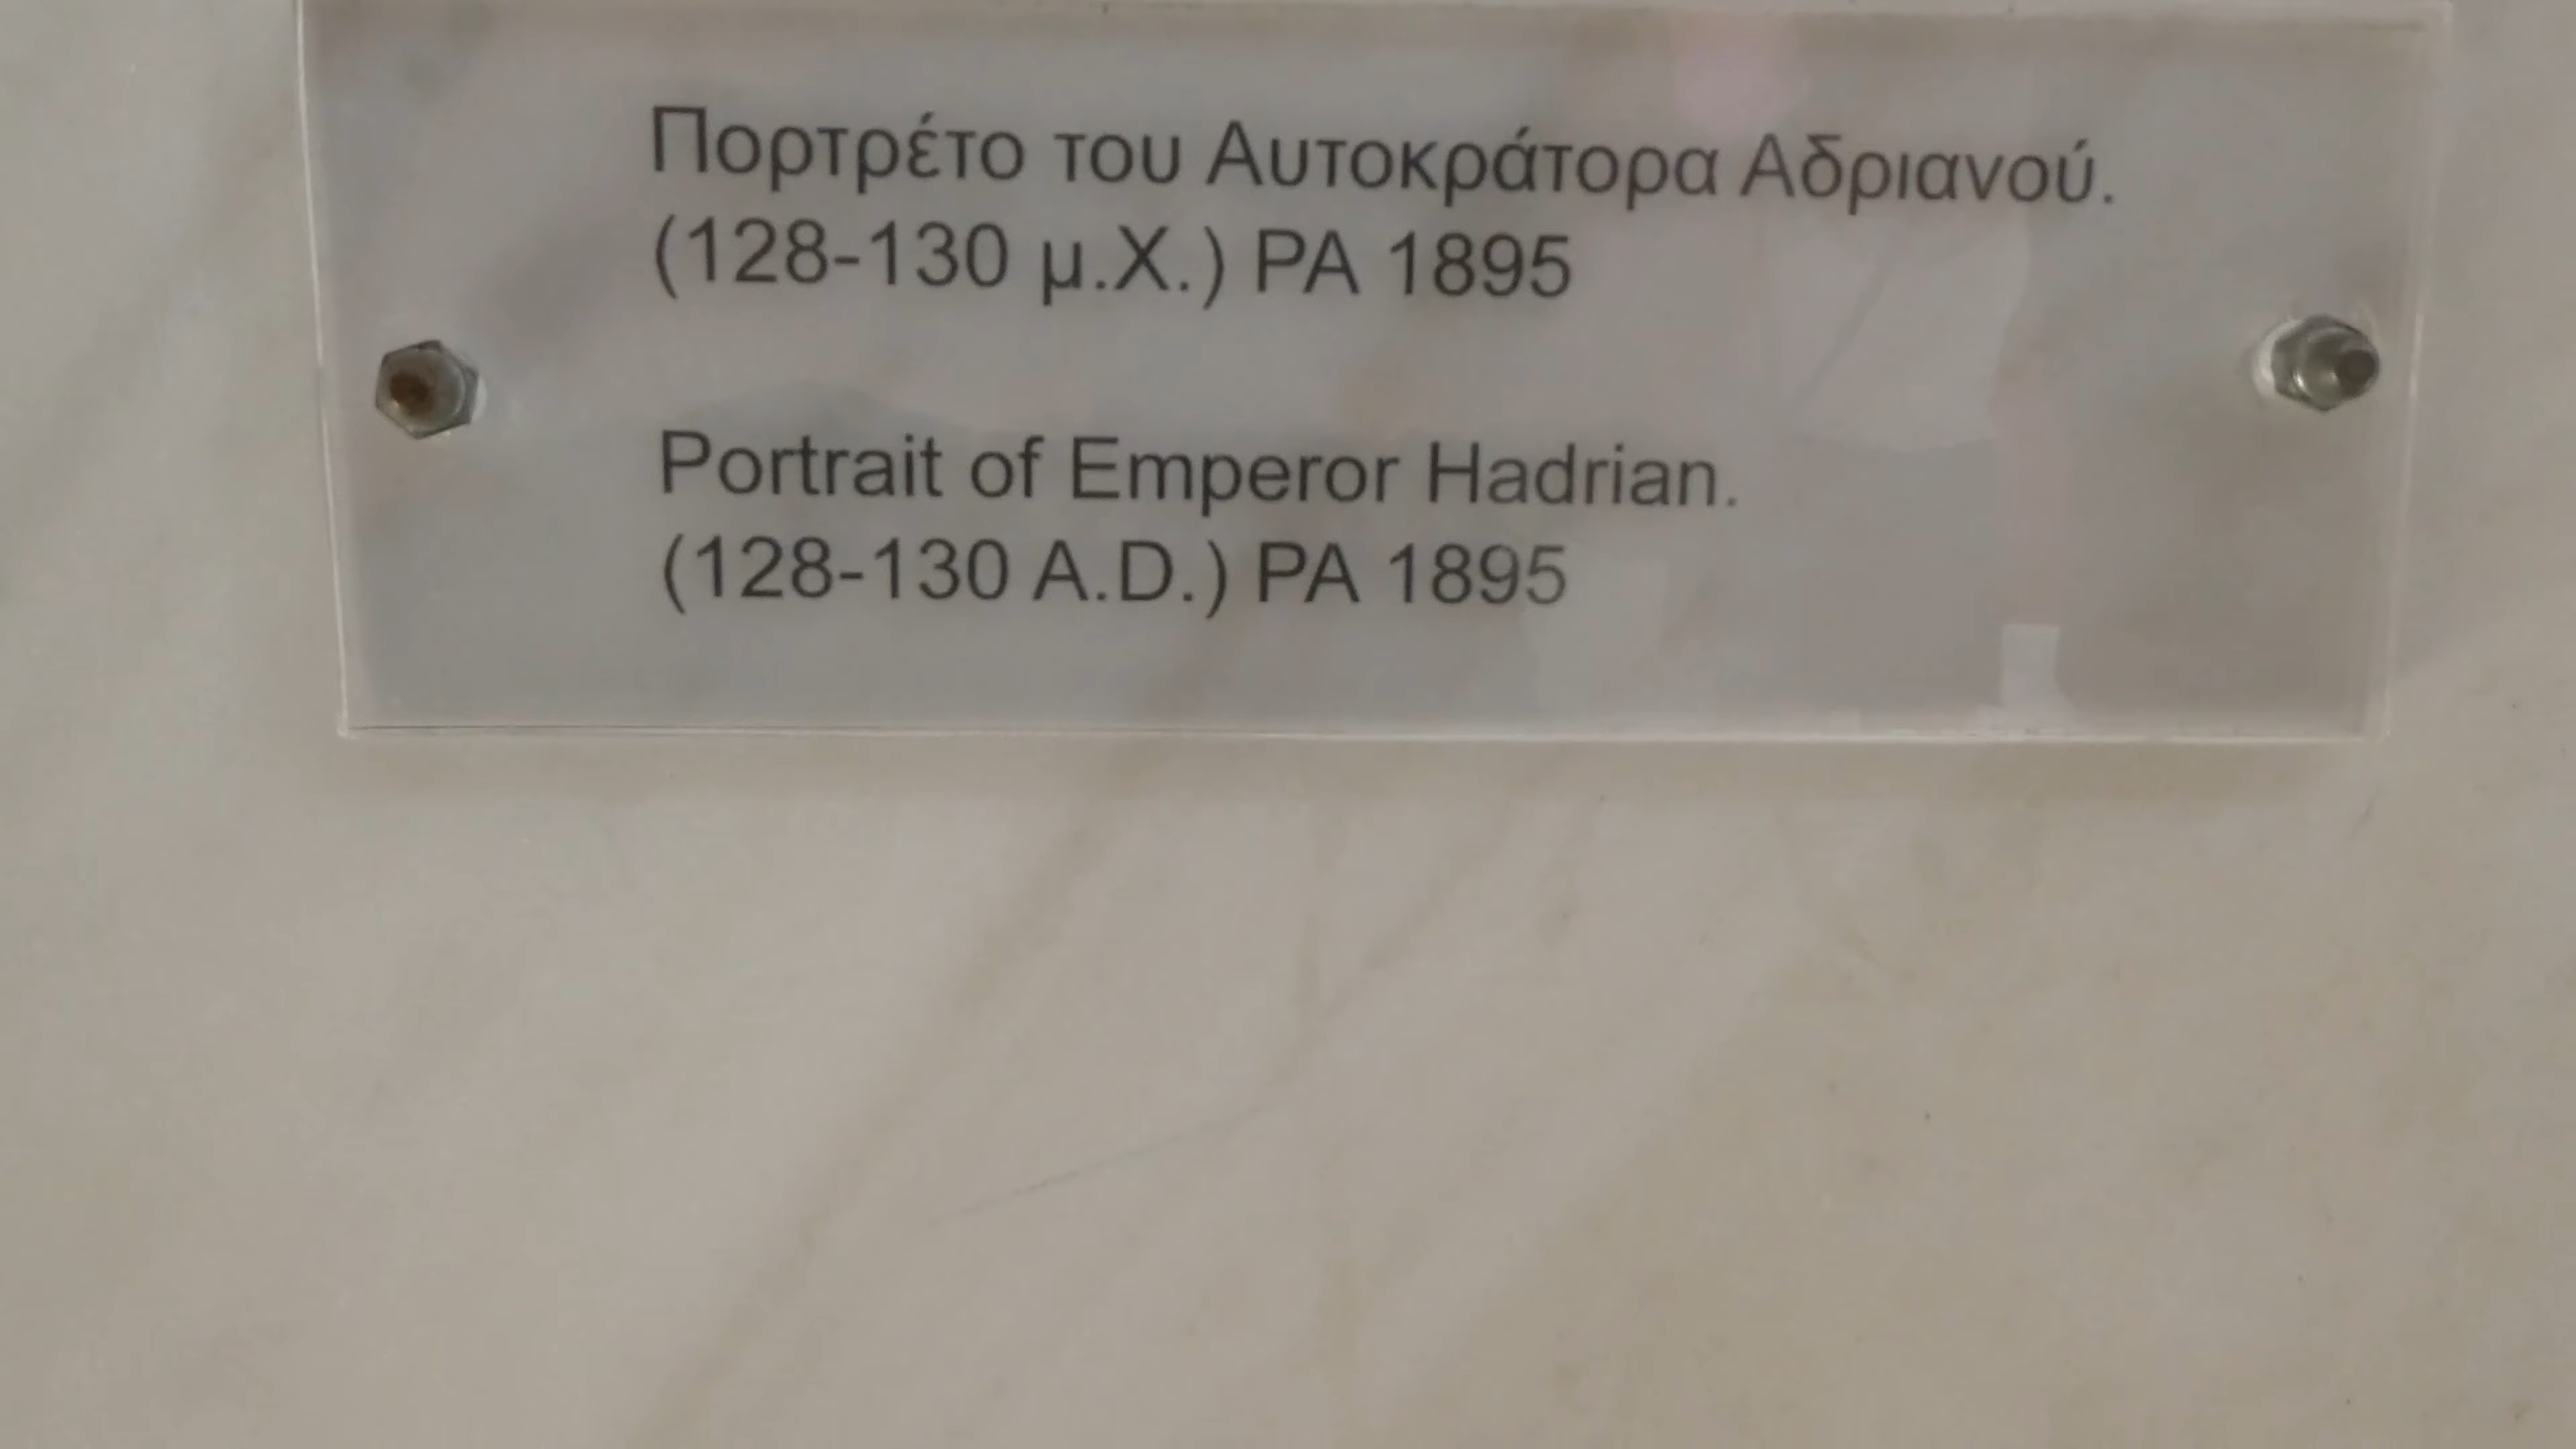 Πορτρέτο του Αυτοκράτορα Αδριανού.
(128-130 μ.Χ.) ΡΑ 1895
Portrait of Emperor Hadrian.
(128-130 A.D.) PA 1895